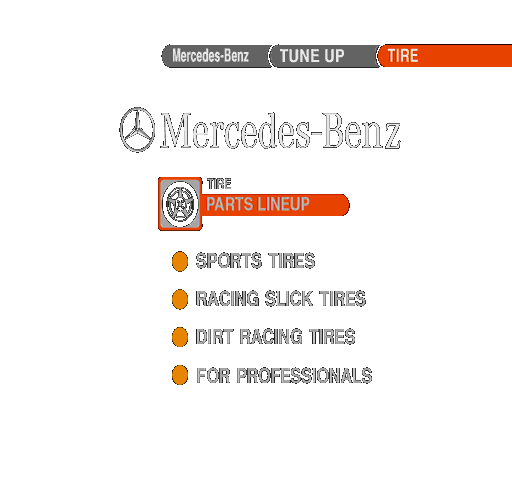 Mercedes-Benz TUNE UP TIRE
Mercedes-Benz
TIRE
PARTS LINEUP
SPORTS TIRES
RACING SLICK TIRES
DIRT RACING TIRES
FOR PROFESSIONALS